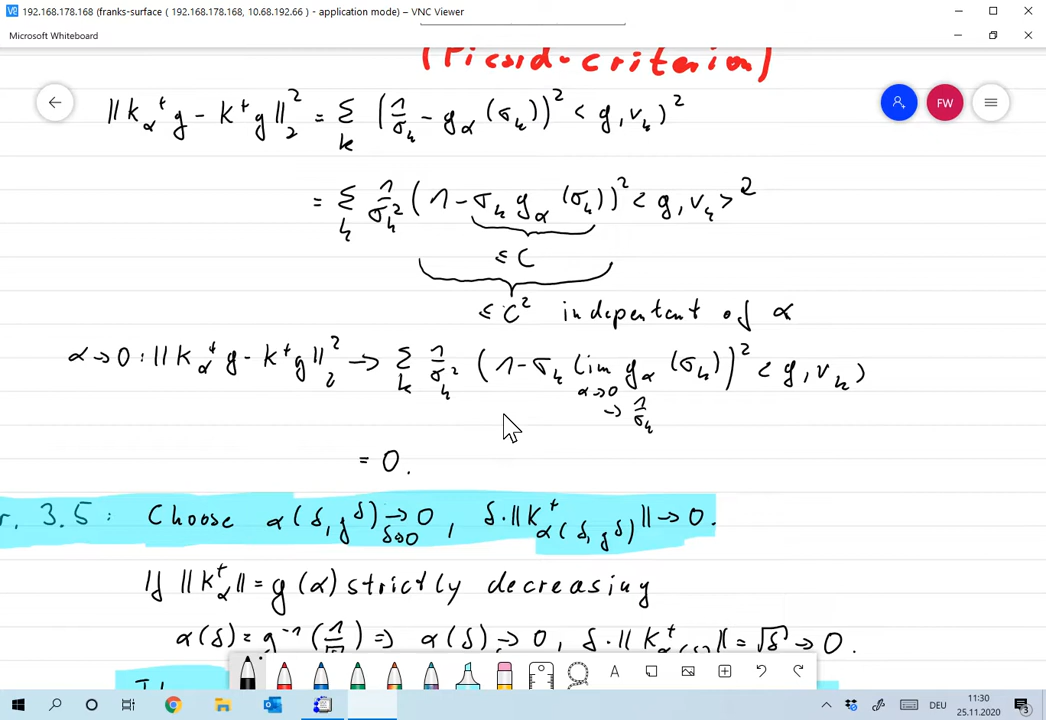 192.168.178.168 (franks-surface ( 192.168.178.168, 10.68.192.66 ) - application mode) – VNC Viewer
Microsoft Whiteboard
(Picard-criterion)
‖K_α^† g - K^† g‖_2^2 = Σ_k (1/σ_k - g_α(σ_k))^2 < g, v_k )^2
FW
= Σ_k 1/σ_k^2 (1 - σ_k g_α(σ_k))^2 < g, v_k >^2
≤ C
≤ C^2 indepentent of α
α→0 : ‖K_α^† g - K^† g‖_2^2 → Σ_k 1/σ_k^2 (1 - σ_k lim_{α→0} g_α(σ_k))^2 < g, v_k )
→ 1/σ_k
= 0.
r. 3.5: Choose α(δ, g^δ) →_{δ→0} 0, δ·‖K^†_{α(δ, g^δ)}‖ → 0.
If ‖K_α^†‖ = g(α) strictly decreasing
α(δ) = g^{-1}(1/√δ) ⇒ α(δ) → 0, δ·‖K^†_{α(δ)}‖ = √δ → 0.
DEU
11:30
25.11.2020
3